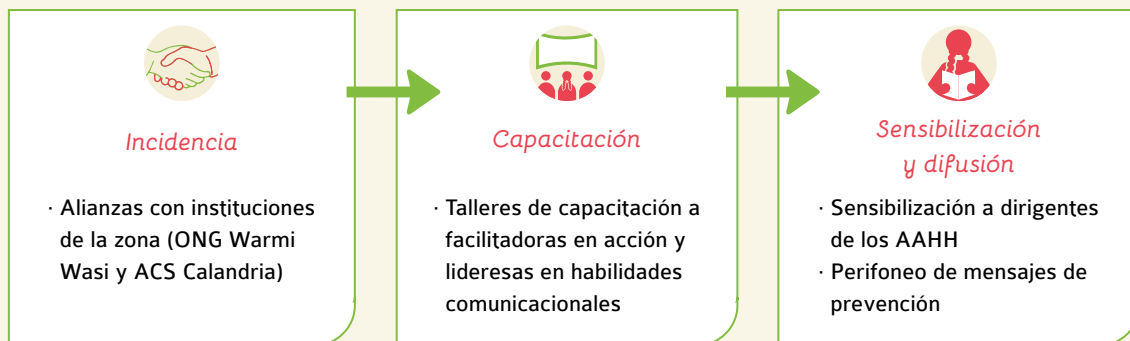 Incidencia
· Alianzas con instituciones
de la zona (ONG Warmi
Wasi y ACS Calandria)
Capacitación
· Talleres de capacitación a
facilitadoras en acción y
lideresas en habilidades
comunicacionales
Sensibilización
y difusión
· Sensibilización a dirigentes
de los AAHH
· Perifoneo de mensajes de
prevención